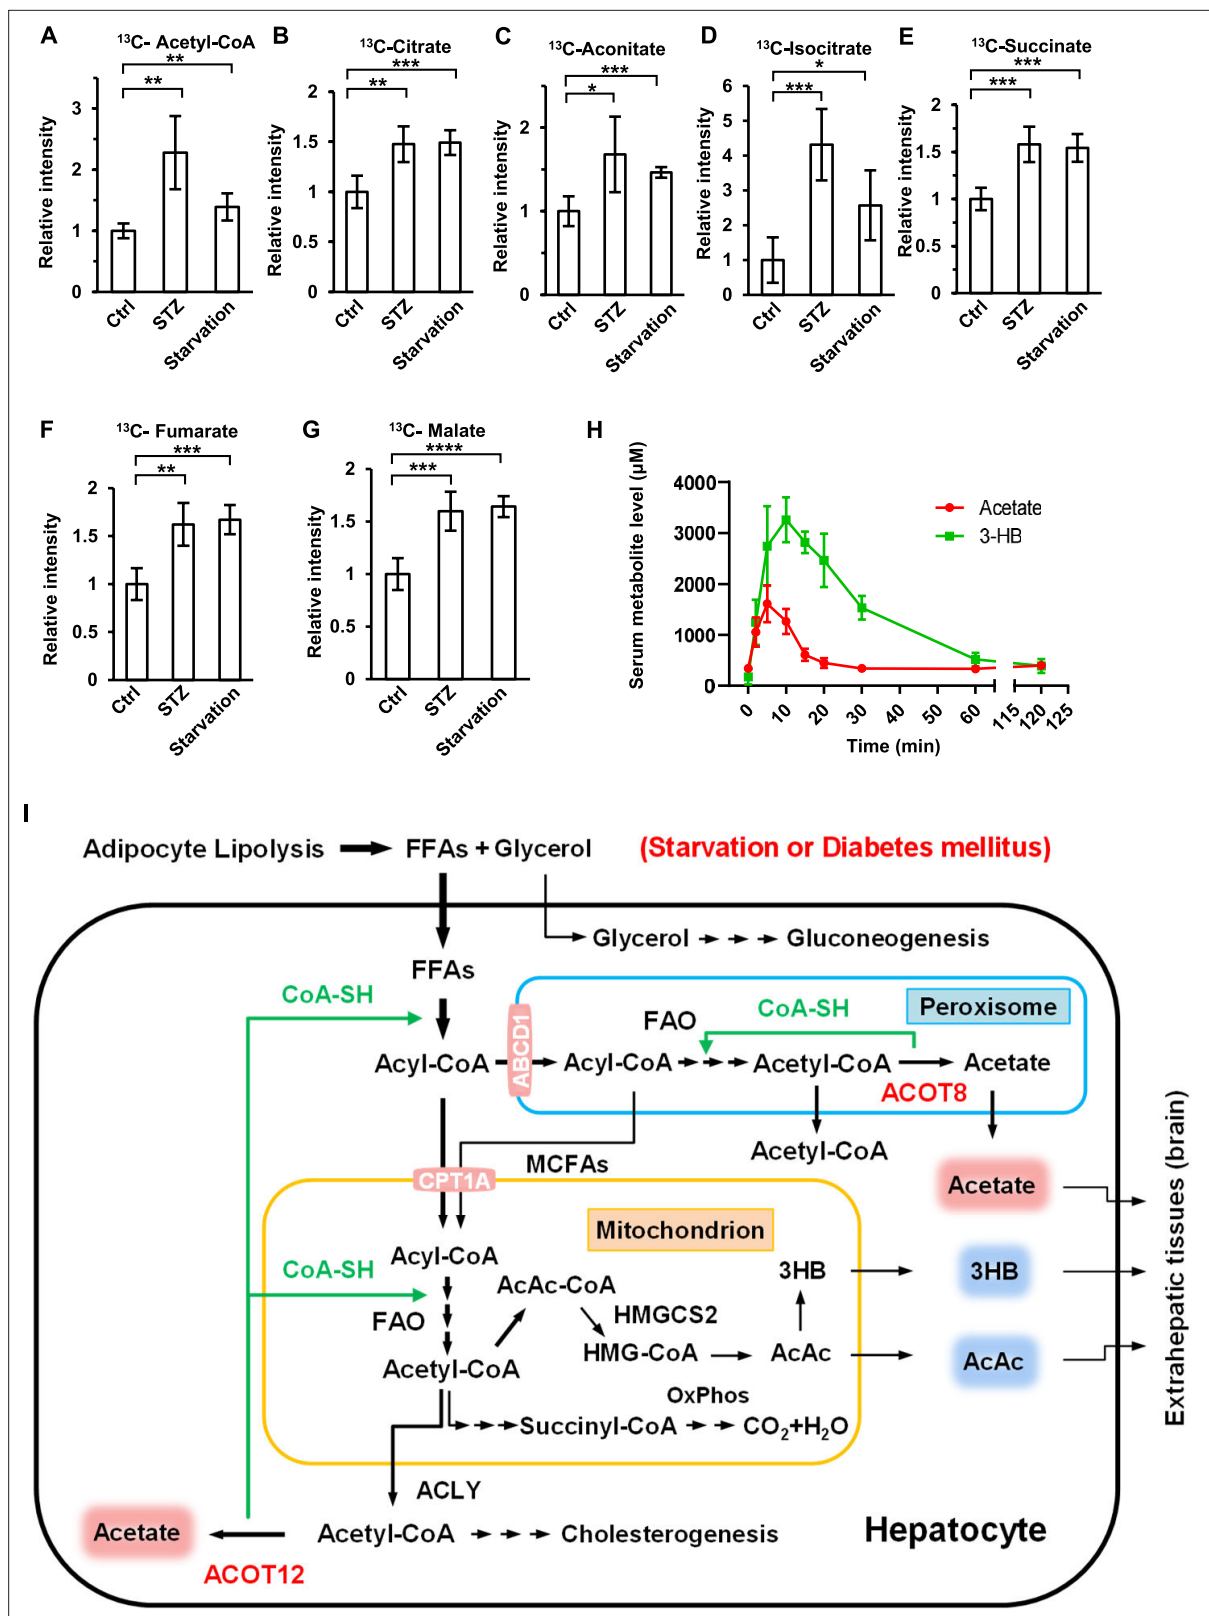 A
¹³C- Acetyl-CoA
**
**
Relative intensity
3
2
1
0
Ctrl
STZ
Starvation
B
¹³C-Citrate
***
**
Relative intensity
2
1.5
1
0.5
0
Ctrl
STZ
Starvation
C
¹³C-Aconitate
***
*
Relative intensity
2
1
0
Ctrl
STZ
Starvation
D
¹³C-Isocitrate
*
***
Relative intensity
6
5
4
3
2
1
0
Ctrl
STZ
Starvation
E
¹³C-Succinate
***
***
Relative intensity
2
1.5
1
0.5
0
Ctrl
STZ
Starvation
F
¹³C- Fumarate
***
**
Relative intensity
2
1.5
1
0.5
0
Ctrl
STZ
Starvation
G
¹³C- Malate
****
***
Relative intensity
2
1.5
1
0.5
0
Ctrl
STZ
Starvation
H
Serum metabolite level (μM)
4000
3000
2000
1000
0
Acetate
3-HB
0
10
20
30
40
50
60
115
120
125
Time (min)
I
Adipocyte Lipolysis
FFAs + Glycerol
(Starvation or Diabetes mellitus)
Glycerol
Gluconeogenesis
FFAs
CoA-SH
Acyl-CoA
ABCD1
Peroxisome
FAO
CoA-SH
Acyl-CoA
Acetyl-CoA
Acetate
ACOT8
Acetyl-CoA
MCFAs
CPT1A
Acetate
Mitochondrion
Acyl-CoA
CoA-SH
FAO
AcAc-CoA
3HB
3HB
HMGCS2
Acetyl-CoA
HMG-CoA
AcAc
AcAc
OxPhos
Succinyl-CoA
CO₂+H₂O
Extrahepatic tissues (brain)
ACLY
Acetate
Acetyl-CoA
Cholesterogenesis
Hepatocyte
ACOT12